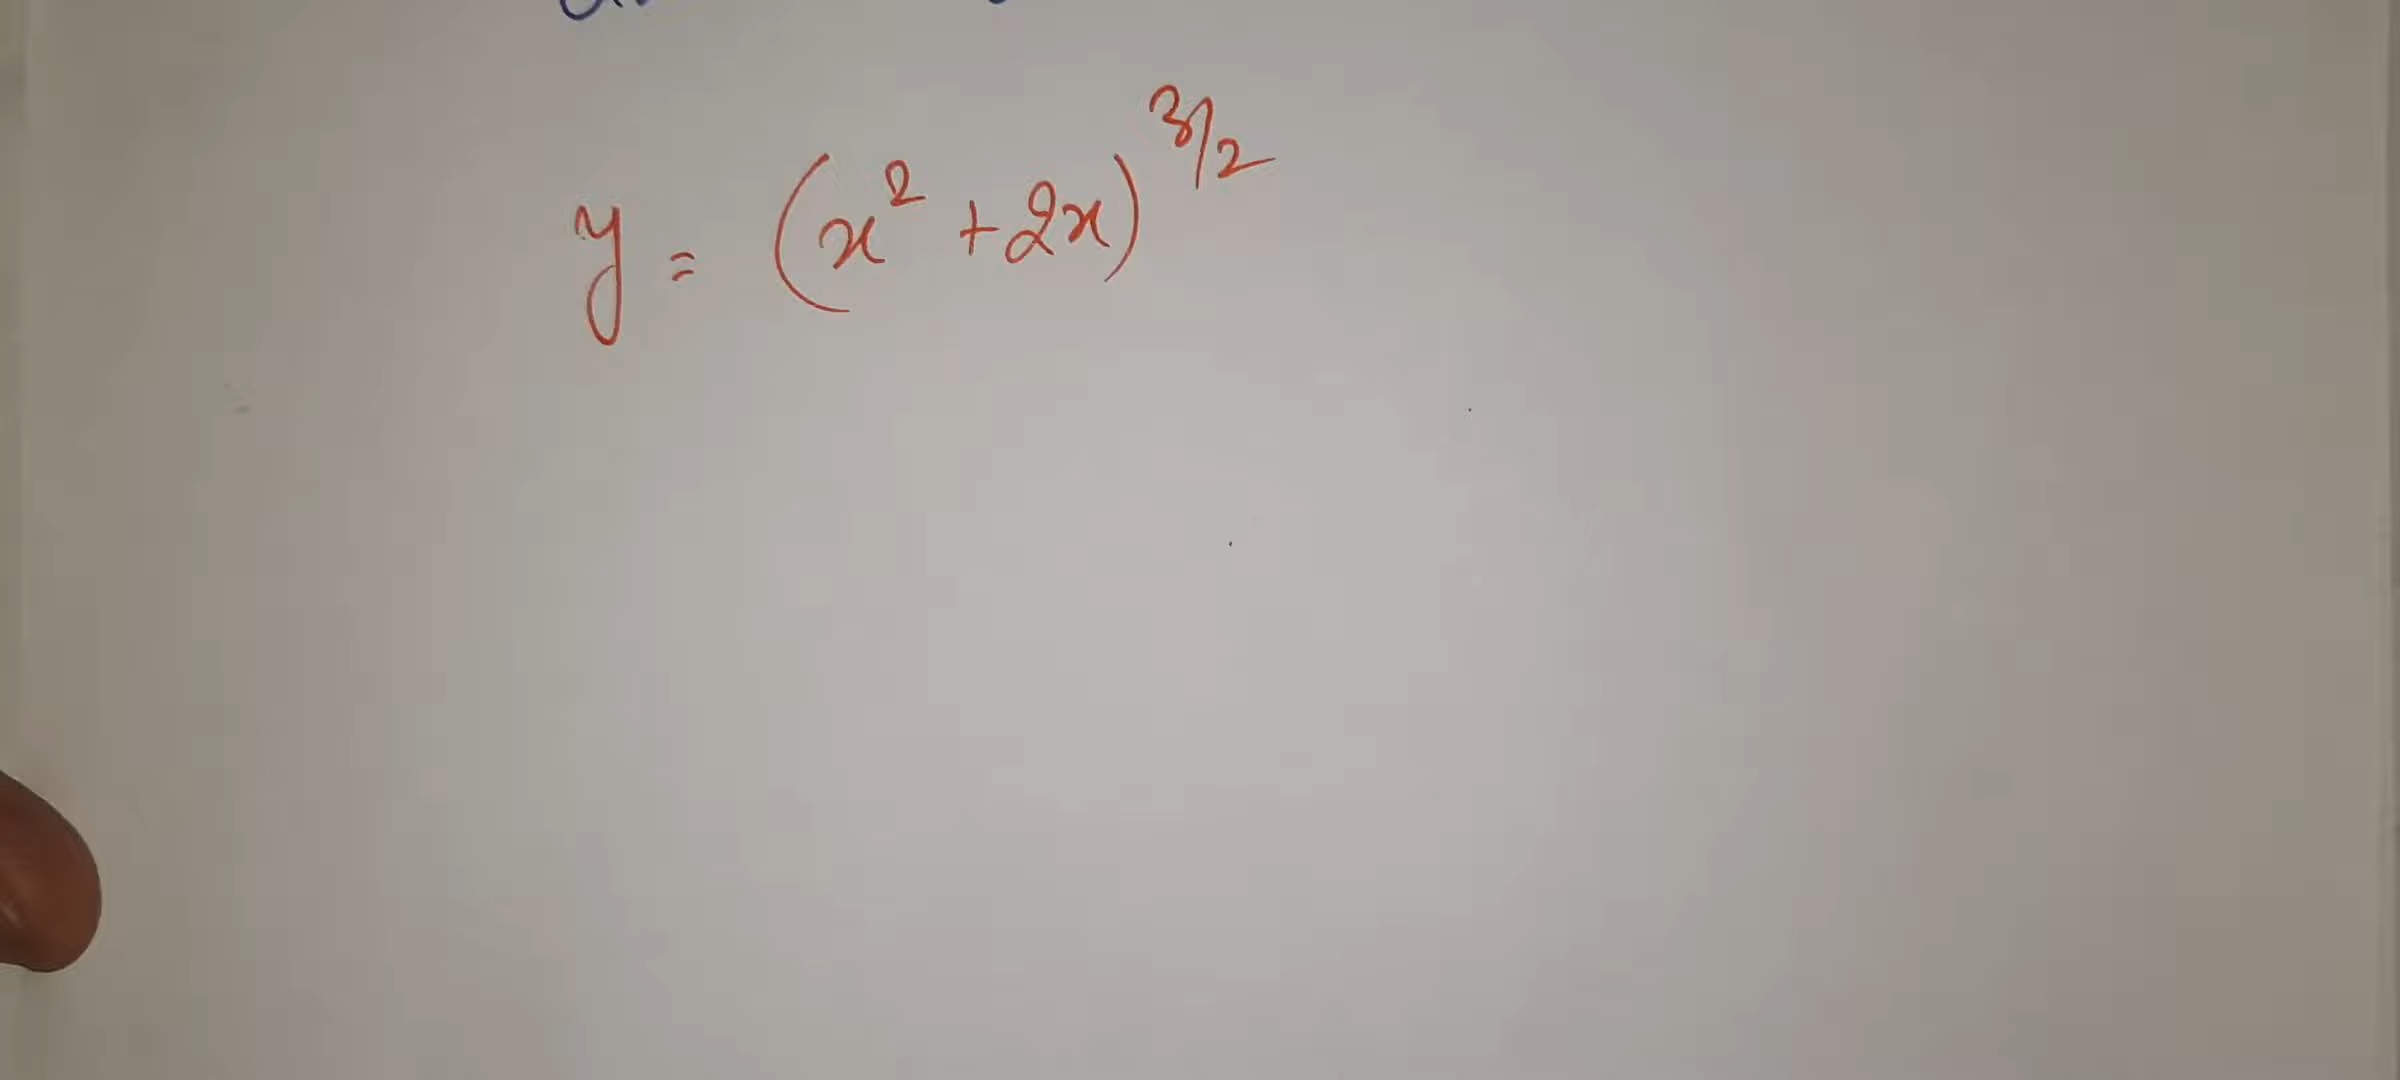 y = (x² + 2x)^3/2